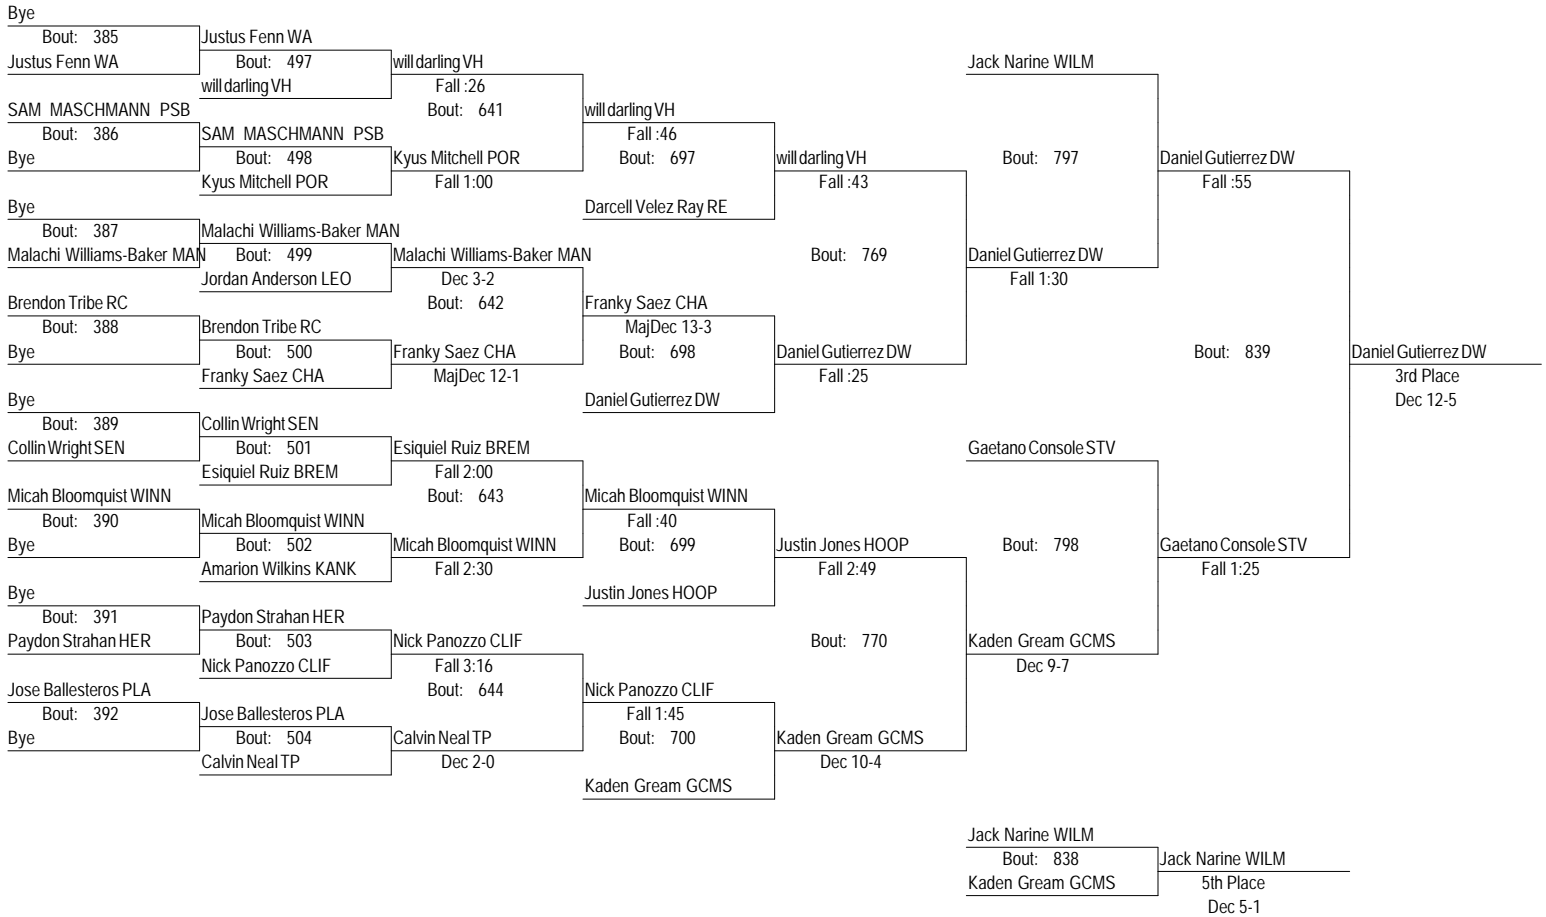 Bye
Bout: 385
Justus Fenn WA
Justus Fenn WA
Bout: 497
will darling VH
will darling VH
Fall :26
Bout: 641
SAM MASCHMANN PSB
Bout: 386
Bye
SAM MASCHMANN PSB
Bout: 498
Kyus Mitchell POR
Kyus Mitchell POR
Fall 1:00
will darling VH
Fall :46
Bout: 697
Darcell Velez Ray RE
will darling VH
Fall :43
Bye
Bout: 387
Malachi Williams-Baker MAN
Malachi Williams-Baker MAN
Bout: 499
Jordan Anderson LEO
Malachi Williams-Baker MAN
Dec 3-2
Bout: 642
Brendon Tribe RC
Bout: 388
Bye
Brendon Tribe RC
Bout: 500
Franky Saez CHA
Franky Saez CHA
MajDec 12-1
Franky Saez CHA
MajDec 13-3
Bout: 698
Daniel Gutierrez DW
Daniel Gutierrez DW
Fall :25
Bout: 769
Jack Narine WILM
Bout: 797
Daniel Gutierrez DW
Fall 1:30
Daniel Gutierrez DW
Fall :55
Bye
Bout: 389
Collin Wright SEN
Collin Wright SEN
Bout: 501
Esiquiel Ruiz BREM
Esiquiel Ruiz BREM
Fall 2:00
Bout: 643
Micah Bloomquist WINN
Bout: 390
Bye
Micah Bloomquist WINN
Bout: 502
Amarion Wilkins KANK
Micah Bloomquist WINN
Fall 2:30
Micah Bloomquist WINN
Fall :40
Bout: 699
Justin Jones HOOP
Justin Jones HOOP
Fall 2:49
Bye
Bout: 391
Paydon Strahan HER
Paydon Strahan HER
Bout: 503
Nick Panozzo CLIF
Nick Panozzo CLIF
Fall 3:16
Bout: 644
Jose Ballesteros PLA
Bout: 392
Bye
Jose Ballesteros PLA
Bout: 504
Calvin Neal TP
Calvin Neal TP
Dec 2-0
Nick Panozzo CLIF
Fall 1:45
Bout: 700
Kaden Gream GCMS
Kaden Gream GCMS
Dec 10-4
Bout: 770
Gaetano Console STV
Bout: 798
Kaden Gream GCMS
Dec 9-7
Gaetano Console STV
Fall 1:25
Bout: 839
Daniel Gutierrez DW
3rd Place
Dec 12-5
Jack Narine WILM
Bout: 838
Kaden Gream GCMS
Jack Narine WILM
5th Place
Dec 5-1